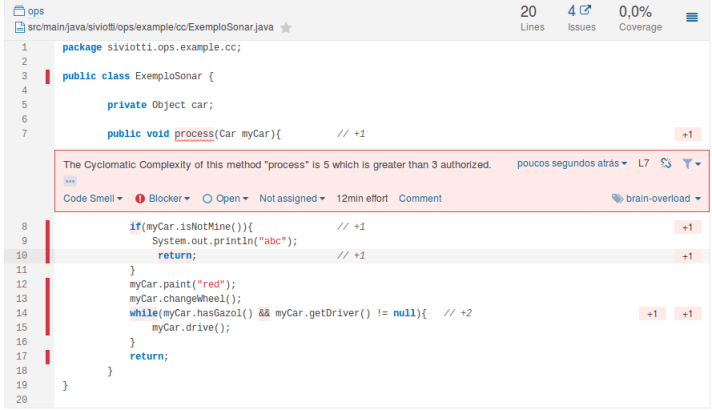 ops
src/main/java/siviotti/ops/example/cc/ExemploSonar.java
20 Lines
4 Issues
0,0% Coverage
1 package siviotti.ops.example.cc;
2
3 public class ExemploSonar {
4
5 private Object car;
6
7 public void process(Car myCar){ // +1 +1
The Cyclomatic Complexity of this method "process" is 5 which is greater than 3 authorized. poucos segundos atrás L7
Code Smell Blocker Open Not assigned 12min effort Comment brain-overload
8 if(myCar.isNotMine()){ // +1 +1
9 System.out.println("abc");
10 return; // +1 +1
11 }
12 myCar.paint("red");
13 myCar.changeWheel();
14 while(myCar.hasGazol() && myCar.getDriver() != null){ // +2 +1 +1
15 myCar.drive();
16 }
17 return;
18 }
19 }
20